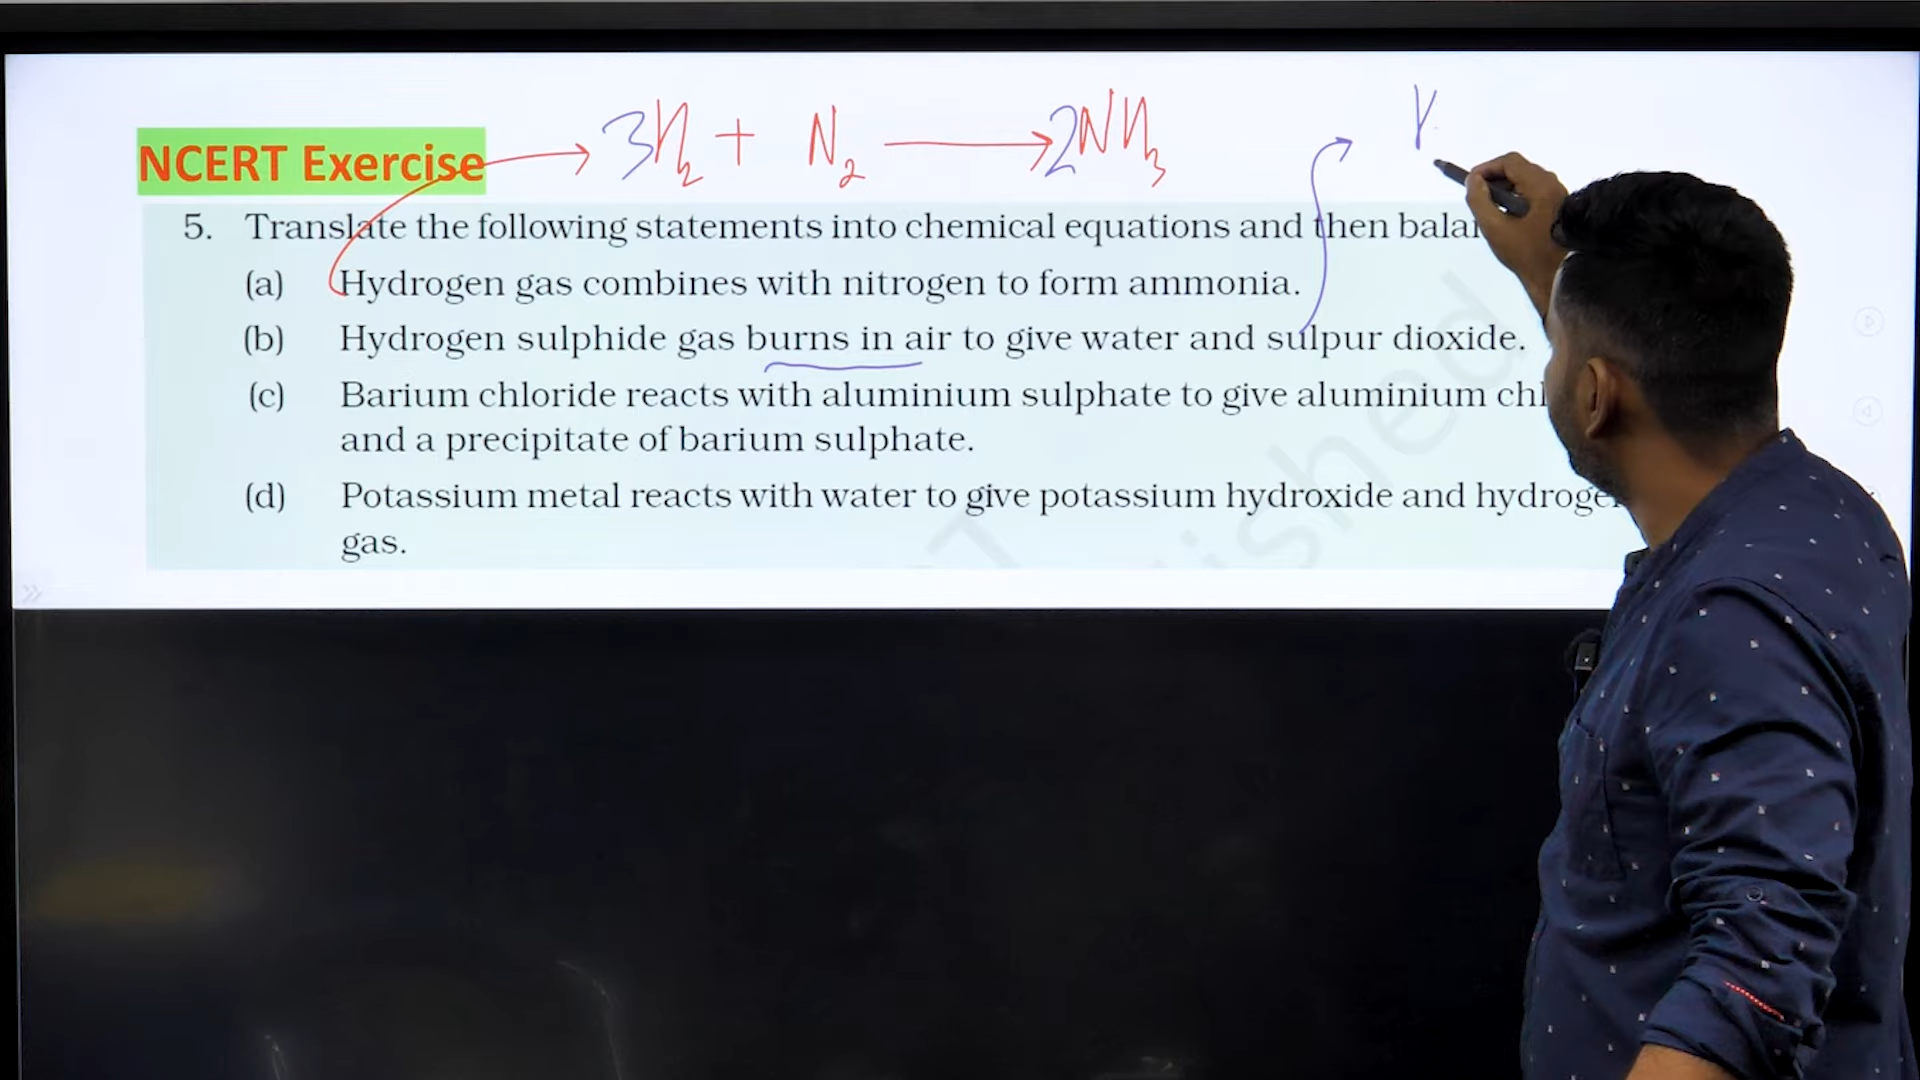 3H2 + N2 → 2NH3
NCERT Exercise
5. Translate the following statements into chemical equations and then
(a) Hydrogen gas combines with nitrogen to form ammonia.
(b) Hydrogen sulphide gas burns in air to give water and sulpur dioxide.
(c) Barium chloride reacts with aluminium sulphate to give aluminium
and a precipitate of barium sulphate.
(d) Potassium metal reacts with water to give potassium hydroxide and
gas.